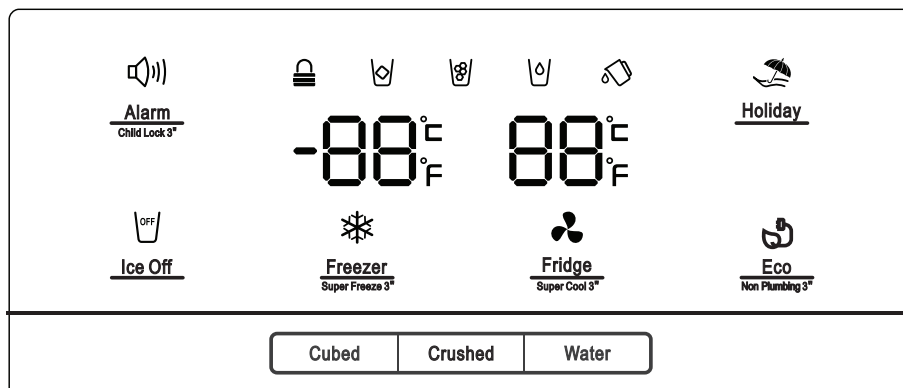 Alarm
Child Lock 3"
-88°C
°F
88°C
°F
Holiday
OFF
Ice Off
Freezer
Super Freeze 3"
Fridge
Super Cool 3"
Eco
Non Plumbing 3"
Cubed
Crushed
Water